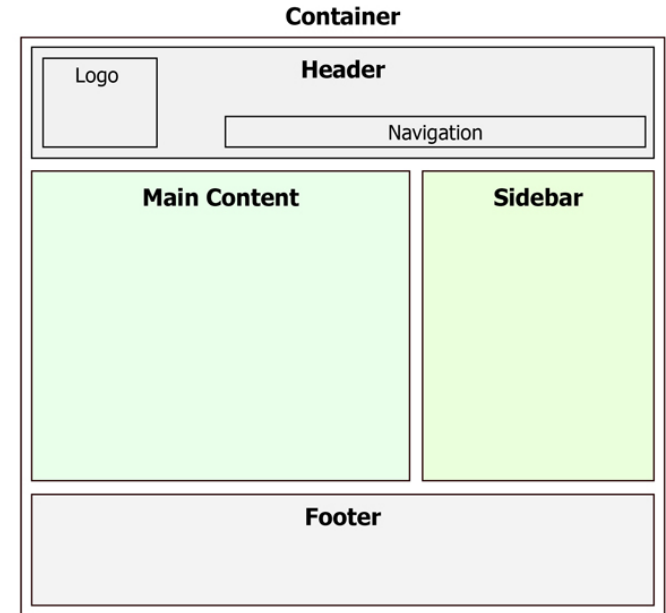 Container
Header
Logo
Navigation
Main Content
Sidebar
Footer